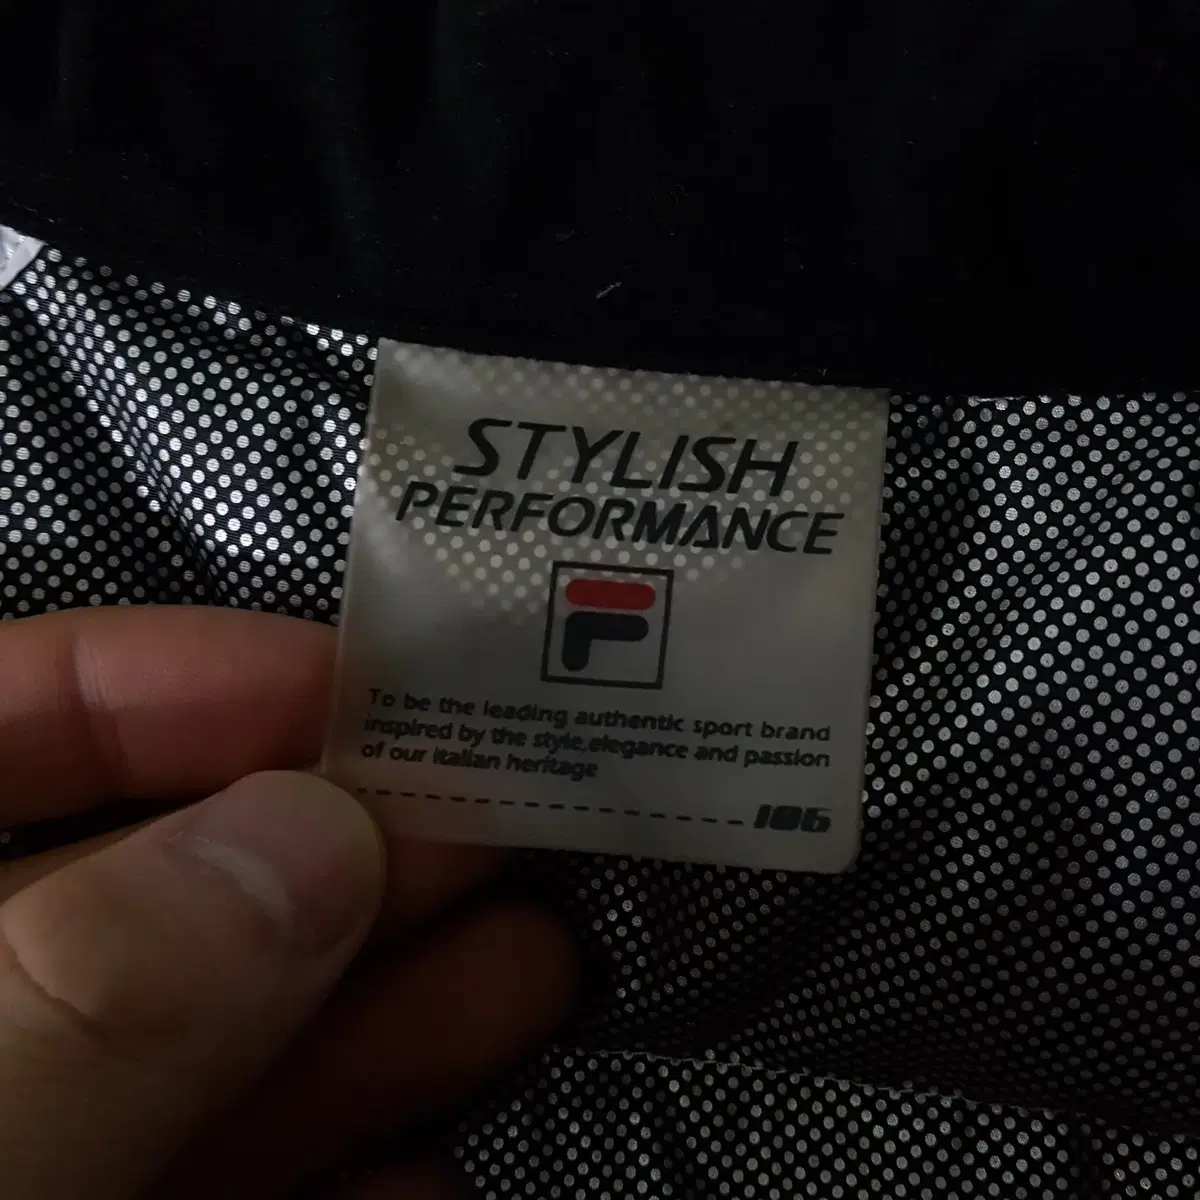 STYLISH
PERFORMANCE
F
To be the leading authentic sport brand
inspired by the style,elegance and passion
of our italian heritage
106